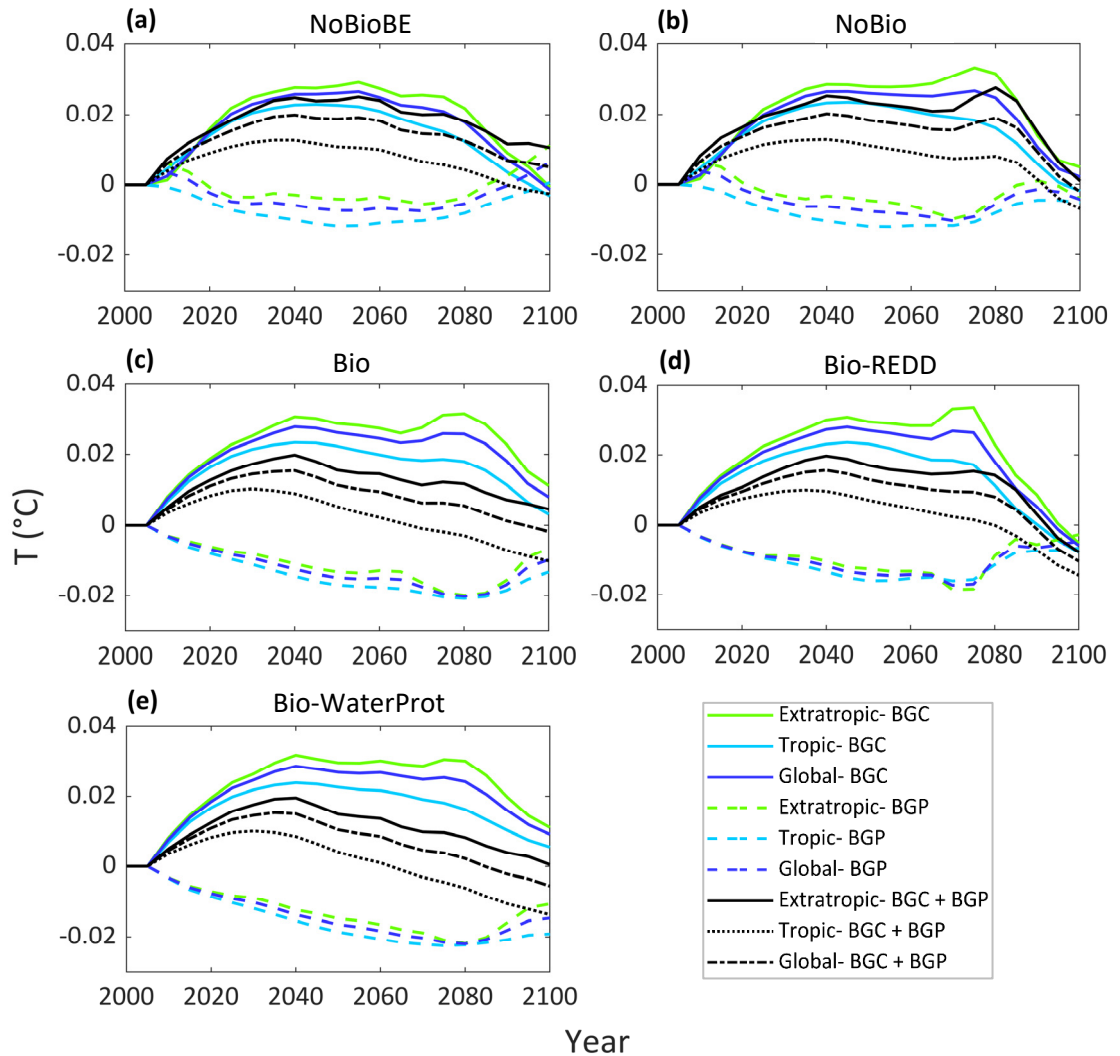 (a) NoBioBE
(b) NoBio
0.04
0.02
0
-0.02
2000 2020 2040 2060 2080 2100
0.04
0.02
0
-0.02
2000 2020 2040 2060 2080 2100
(c) Bio
(d) Bio-REDD
0.04
0.02
0
-0.02
2000 2020 2040 2060 2080 2100
0.04
0.02
0
-0.02
2000 2020 2040 2060 2080 2100
T (°C)
(e) Bio-WaterProt
0.04
0.02
0
-0.02
2000 2020 2040 2060 2080 2100
Extratropic- BGC
Tropic- BGC
Global- BGC
Extratropic- BGP
Tropic- BGP
Global- BGP
Extratropic- BGC + BGP
Tropic- BGC + BGP
Global- BGC + BGP
Year